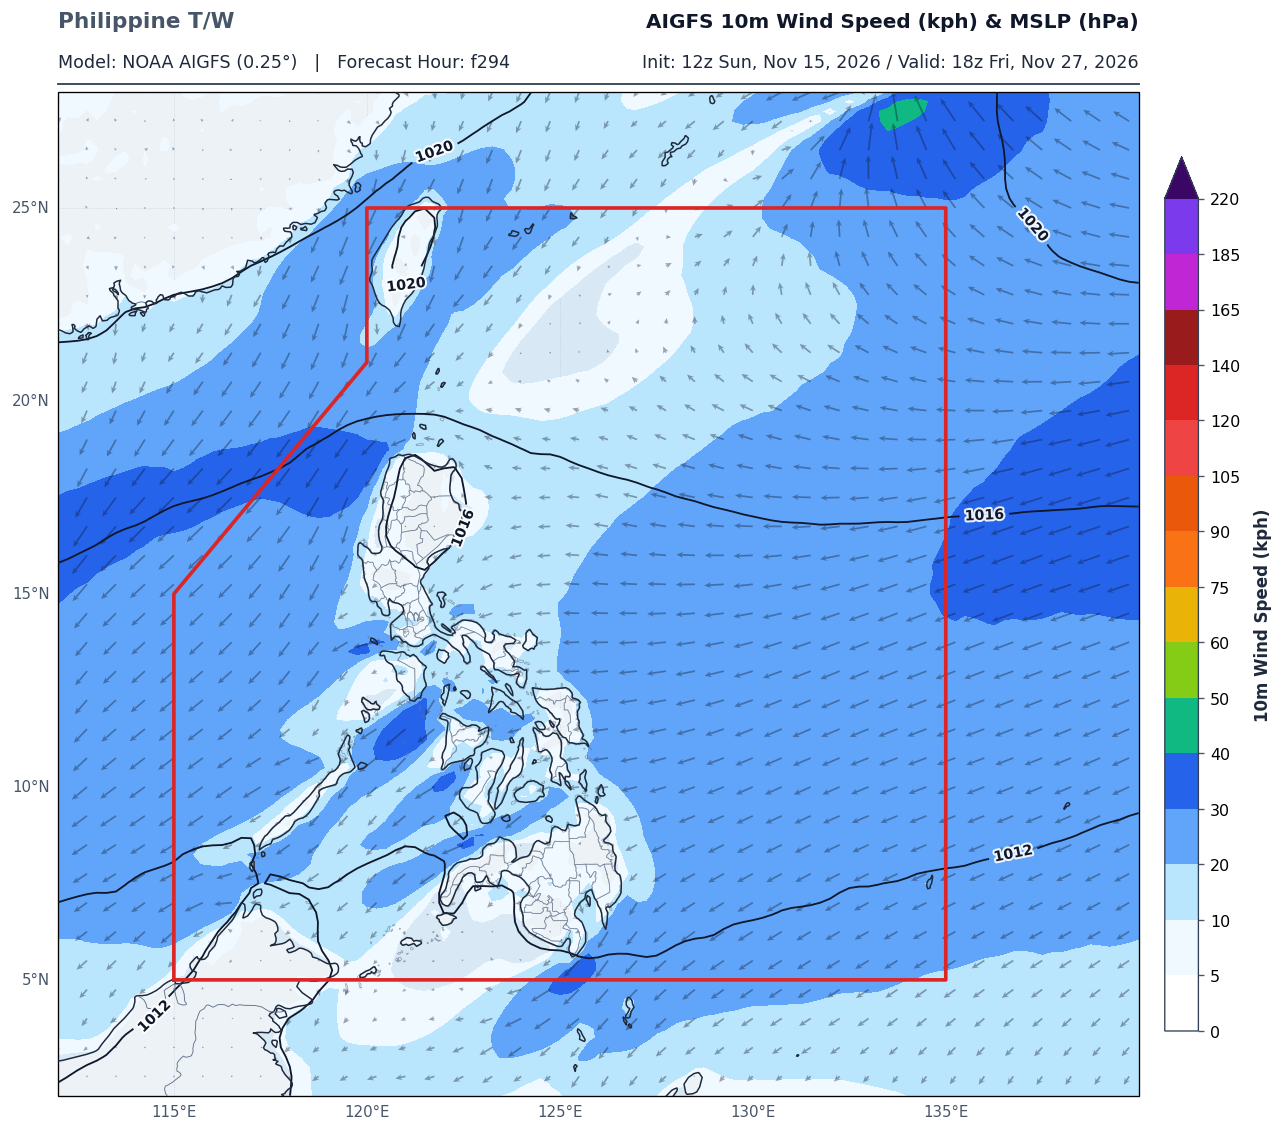 Philippine T/W
AIGFS 10m Wind Speed (kph) & MSLP (hPa)
Model: NOAA AIGFS (0.25°)   |   Forecast Hour: f294
Init: 12z Sun, Nov 15, 2026 / Valid: 18z Fri, Nov 27, 2026
1020
1020
1020
1016
1016
1012
1012
25°N
20°N
15°N
10°N
5°N
115°E
120°E
125°E
130°E
135°E
220
185
165
140
120
105
90
75
60
50
40
30
20
10
5
0
10m Wind Speed (kph)